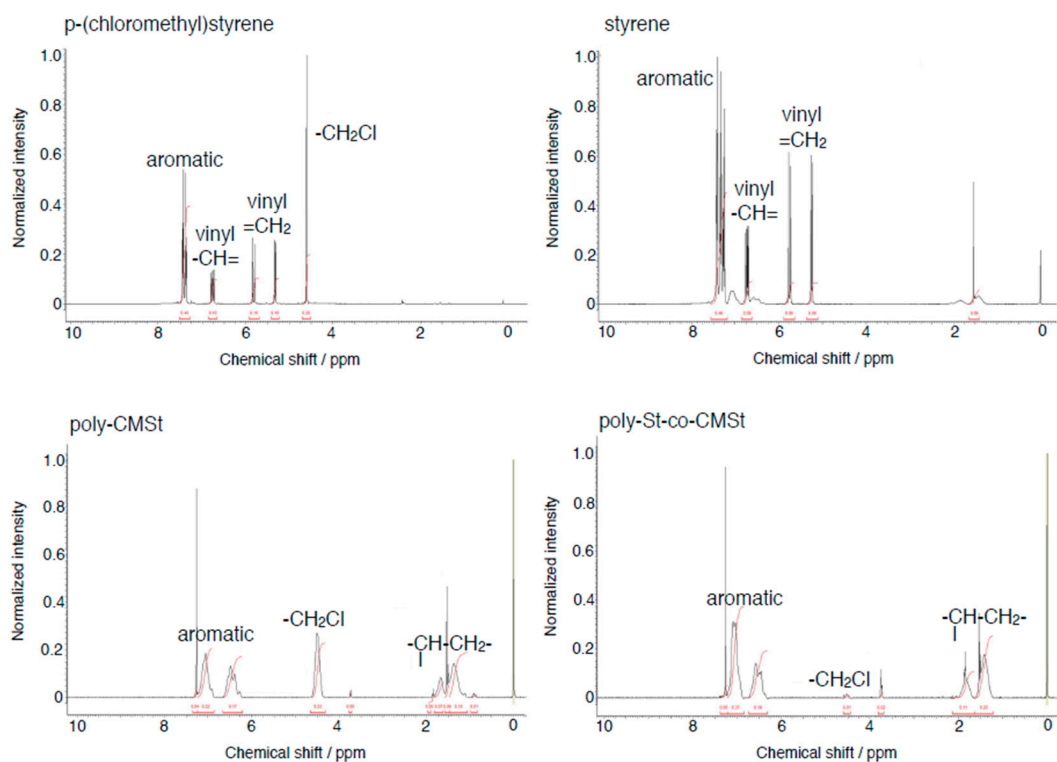 p-(chloromethyl)styrene
Normalized intensity
1.0
0.8
0.6
0.4
0.2
0
aromatic
vinyl
-CH=
vinyl
=CH₂
-CH₂Cl
10
8
6
4
2
0
Chemical shift / ppm
styrene
Normalized intensity
1.0
0.8
0.6
0.4
0.2
0
aromatic
vinyl
-CH=
vinyl
=CH₂
10
8
6
4
2
0
Chemical shift / ppm
poly-CMSt
Normalized intensity
1.0
0.8
0.6
0.4
0.2
0
aromatic
-CH₂Cl
-CH-CH₂-
10
8
6
4
2
0
Chemical shift / ppm
poly-St-co-CMSt
Normalized intensity
1.0
0.8
0.6
0.4
0.2
0
aromatic
-CH₂Cl
-CH-CH₂-
10
8
6
4
2
0
Chemical shift / ppm